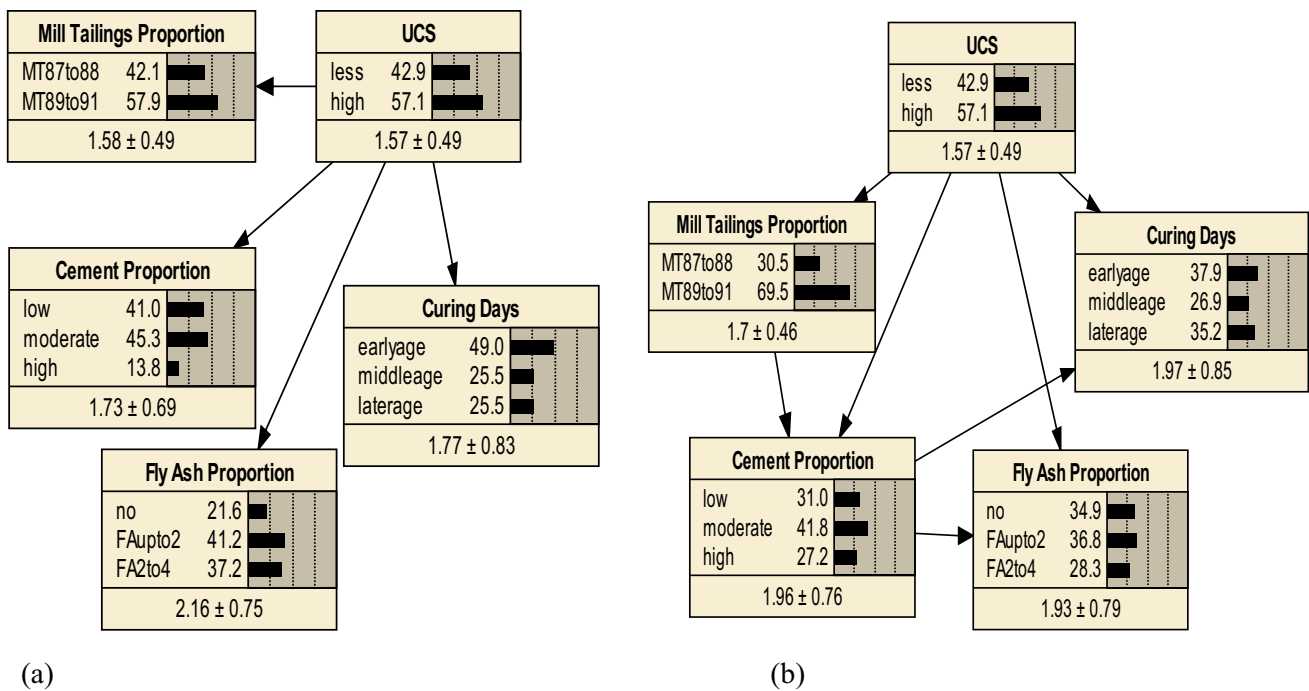 Mill Tailings Proportion
MT87to88 42.1
MT89to91 57.9
1.58 ± 0.49
UCS
less 42.9
high 57.1
1.57 ± 0.49
Cement Proportion
low 41.0
moderate 45.3
high 13.8
1.73 ± 0.69
Curing Days
earlyage 49.0
middleage 25.5
laterage 25.5
1.77 ± 0.83
Fly Ash Proportion
no 21.6
FAupto2 41.2
FA2to4 37.2
2.16 ± 0.75
(a)
UCS
less 42.9
high 57.1
1.57 ± 0.49
Mill Tailings Proportion
MT87to88 30.5
MT89to91 69.5
1.7 ± 0.46
Curing Days
earlyage 37.9
middleage 26.9
laterage 35.2
1.97 ± 0.85
Cement Proportion
low 31.0
moderate 41.8
high 27.2
1.96 ± 0.76
Fly Ash Proportion
no 34.9
FAupto2 36.8
FA2to4 28.3
1.93 ± 0.79
(b)